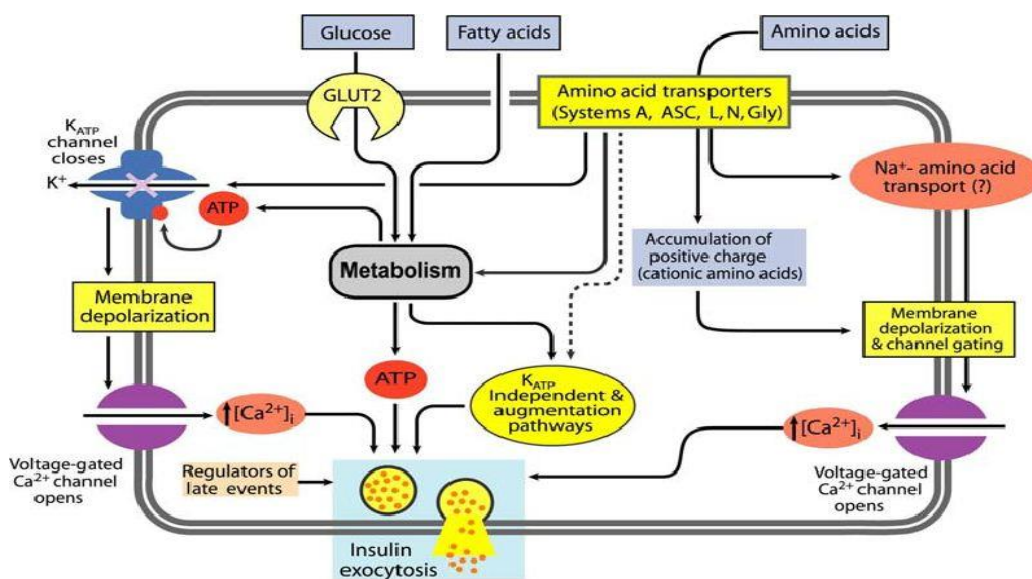 Glucose
Fatty acids
Amino acids
GLUT2
Amino acid transporters
(Systems A, ASC, L, N, Gly)
K_ATP
channel
closes
K⁺
ATP
Na⁺- amino acid
transport (?)
Metabolism
Accumulation of
positive charge
(cationic amino acids)
Membrane
depolarization
Membrane
depolarization
& channel gating
ATP
K_ATP
Independent &
augmentation
pathways
[Ca²⁺]ᵢ
[Ca²⁺]ᵢ
Voltage-gated
Ca²⁺ channel
opens
Regulators of
late events
Voltage-gated
Ca²⁺ channel
opens
Insulin
exocytosis